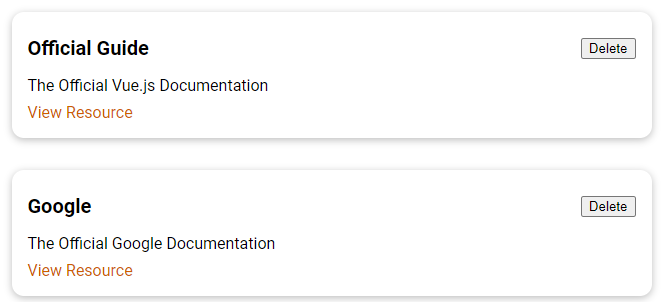 Official Guide
Delete
The Official Vue.js Documentation
View Resource
Google
Delete
The Official Google Documentation
View Resource